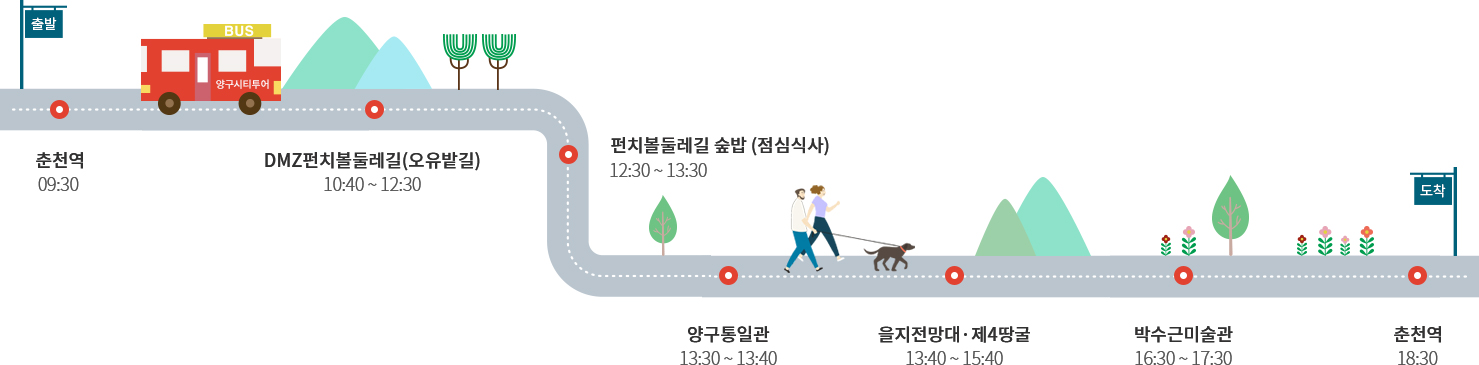 출발
BUS
양구시티투어
춘천역
09:30
DMZ펀치볼둘레길(오유밭길)
10:40 ~ 12:30
펀치볼둘레길 숲밥 (점심식사)
12:30 ~ 13:30
도착
양구통일관
13:30 ~ 13:40
을지전망대·제4땅굴
13:40 ~ 15:40
박수근미술관
16:30 ~ 17:30
춘천역
18:30